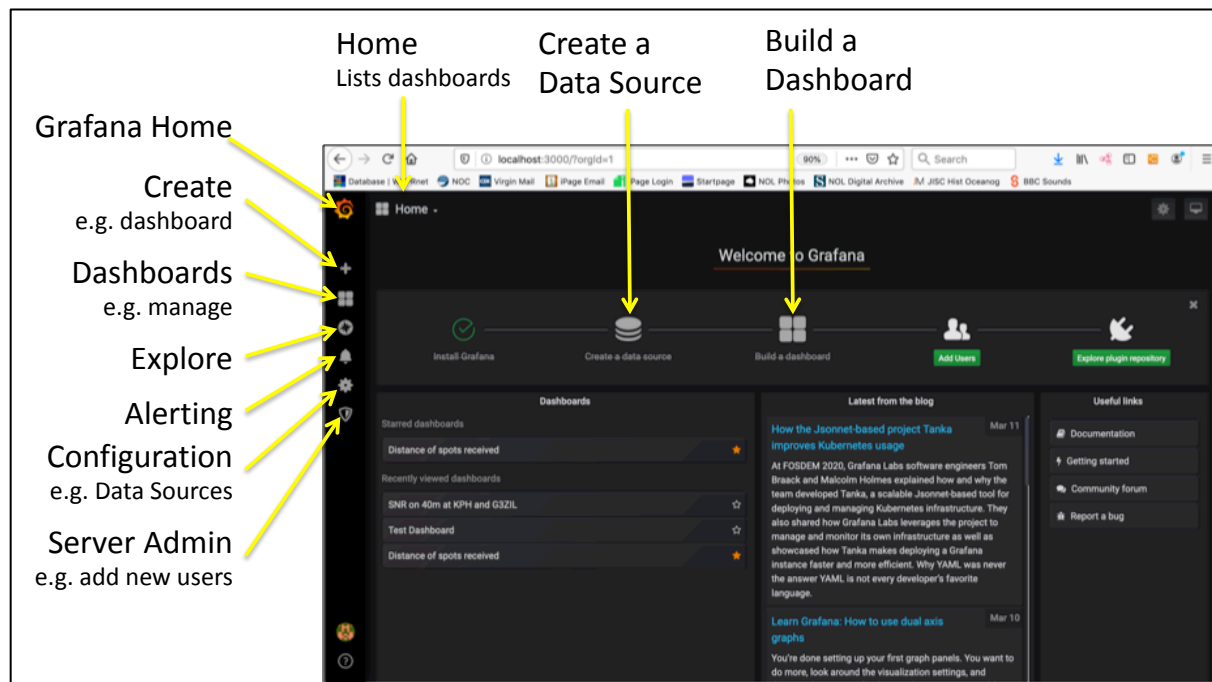 Home
Lists dashboards
Create a
Data Source
Build a
Dashboard
Grafana Home
Create
e.g. dashboard
Dashboards
e.g. manage
Explore
Alerting
Configuration
e.g. Data Sources
Server Admin
e.g. add new users
localhost:3000/?orgId=1
90%
Search
Database |
NOC
Virgin Mail
iPage Email
Page Login
Startpage
NOL Photos
NOL Digital Archive
JISC Hist Oceanog
BBC Sounds
Home
Welcome to Grafana
Install Grafana
Create a data source
Build a dashboard
Add Users
Explore plugin repository
Dashboards
Starred dashboards
Distance of spots received
Recently viewed dashboards
SNR on 40m at KPH and G3ZIL
Test Dashboard
Distance of spots received
Latest from the blog
How the Jsonnet-based project Tanka
improves Kubernetes usage
Mar 11
At FOSDEM 2020, Grafana Labs software engineers Tom
Braack and Malcolm Holmes explained how and why the
team developed Tanka, a scalable Jsonnet-based tool for
deploying and managing Kubernetes infrastructure. They
also shared how Grafana Labs leverages the project to
manage and monitor its own infrastructure as well as
showcased how Tanka makes deploying a Grafana
instance faster and more efficient. Why YAML was never
the answer YAML is not every developer's favorite
language.
Learn Grafana: How to use dual axis
graphs
Mar 10
You're done setting up your first graph panels. You want to
do more, look around the visualization settings, and
Useful links
Documentation
Getting started
Community forum
Report a bug